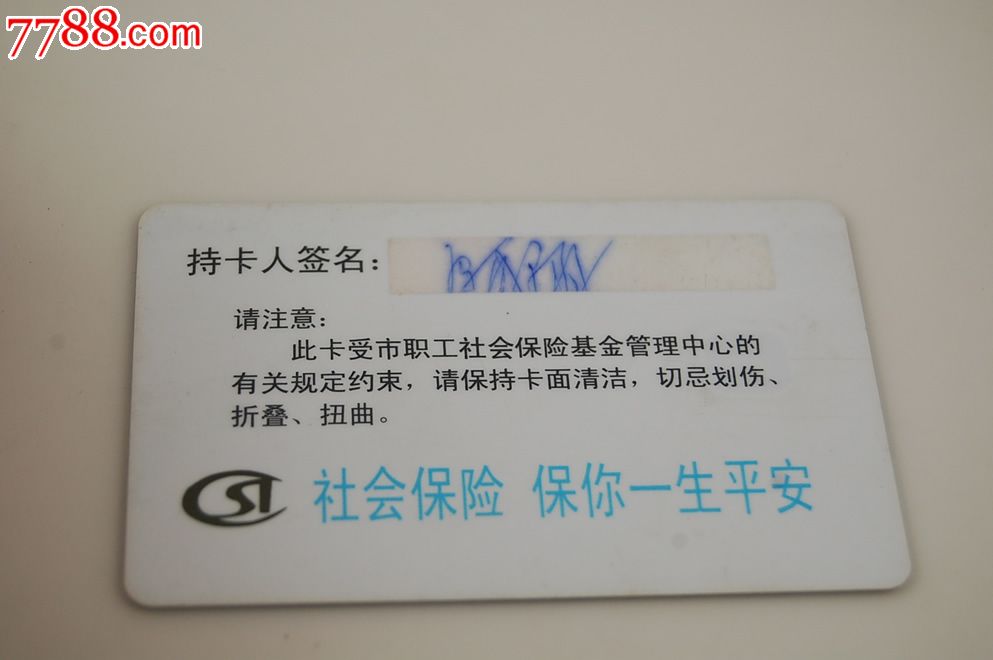 7788.com
持卡人签名：
请注意：
此卡受市职工社会保险基金管理中心的
有关规定约束，请保持卡面清洁，切忌划伤、
折叠、扭曲。
社会保险 保你一生平安